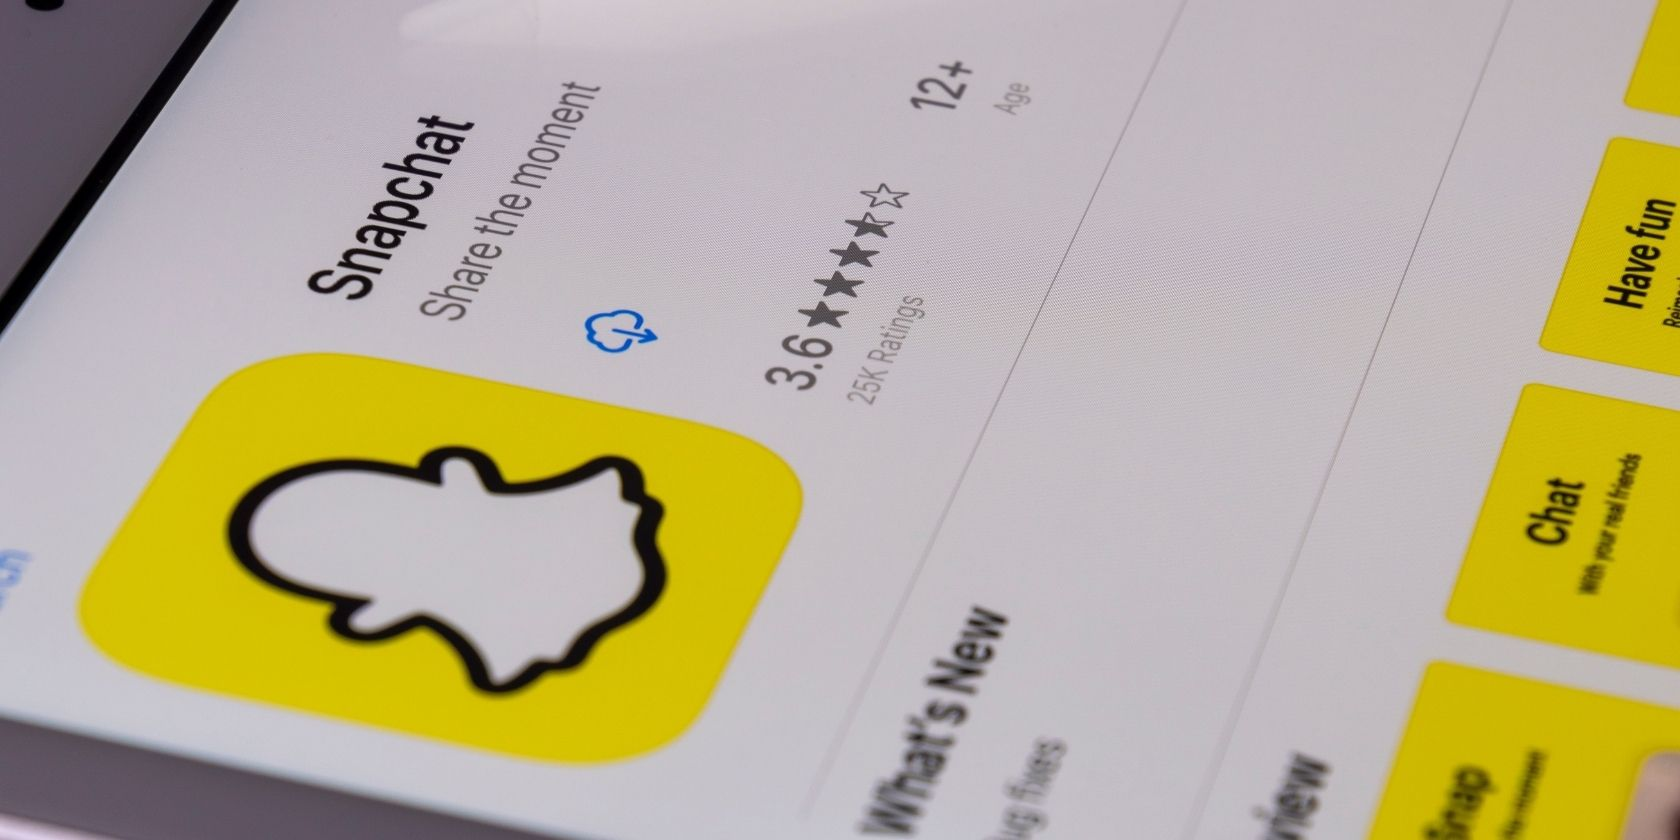 Snapchat
Share the moment
3.6
25K Ratings
12+
Age
What's New
Have fun
Chat
With your real friends
Snap